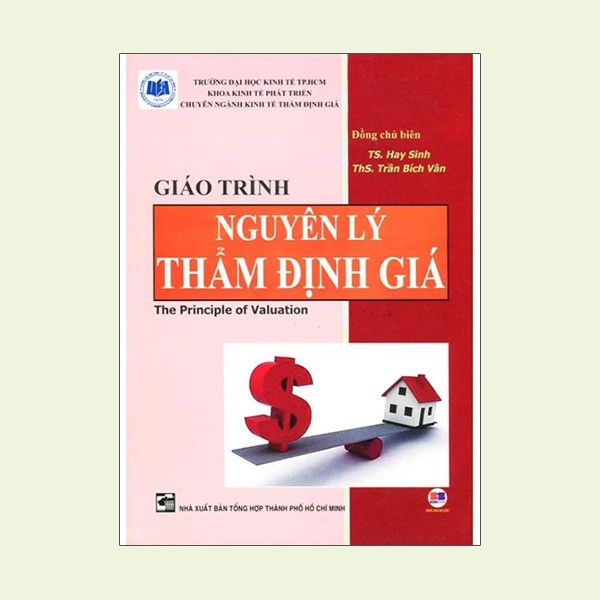 TRƯỜNG ĐẠI HỌC KINH TẾ TP.HCM
KHOA KINH TẾ PHÁT TRIỂN
CHUYÊN NGÀNH KINH TẾ THẨM ĐỊNH GIÁ
Đồng chủ biên
TS. Hay Sinh
ThS. Trần Bích Vân
GIÁO TRÌNH
NGUYÊN LÝ
THẨM ĐỊNH GIÁ
The Principle of Valuation
NHÀ XUẤT BẢN TỔNG HỢP THÀNH PHỐ HỒ CHÍ MINH